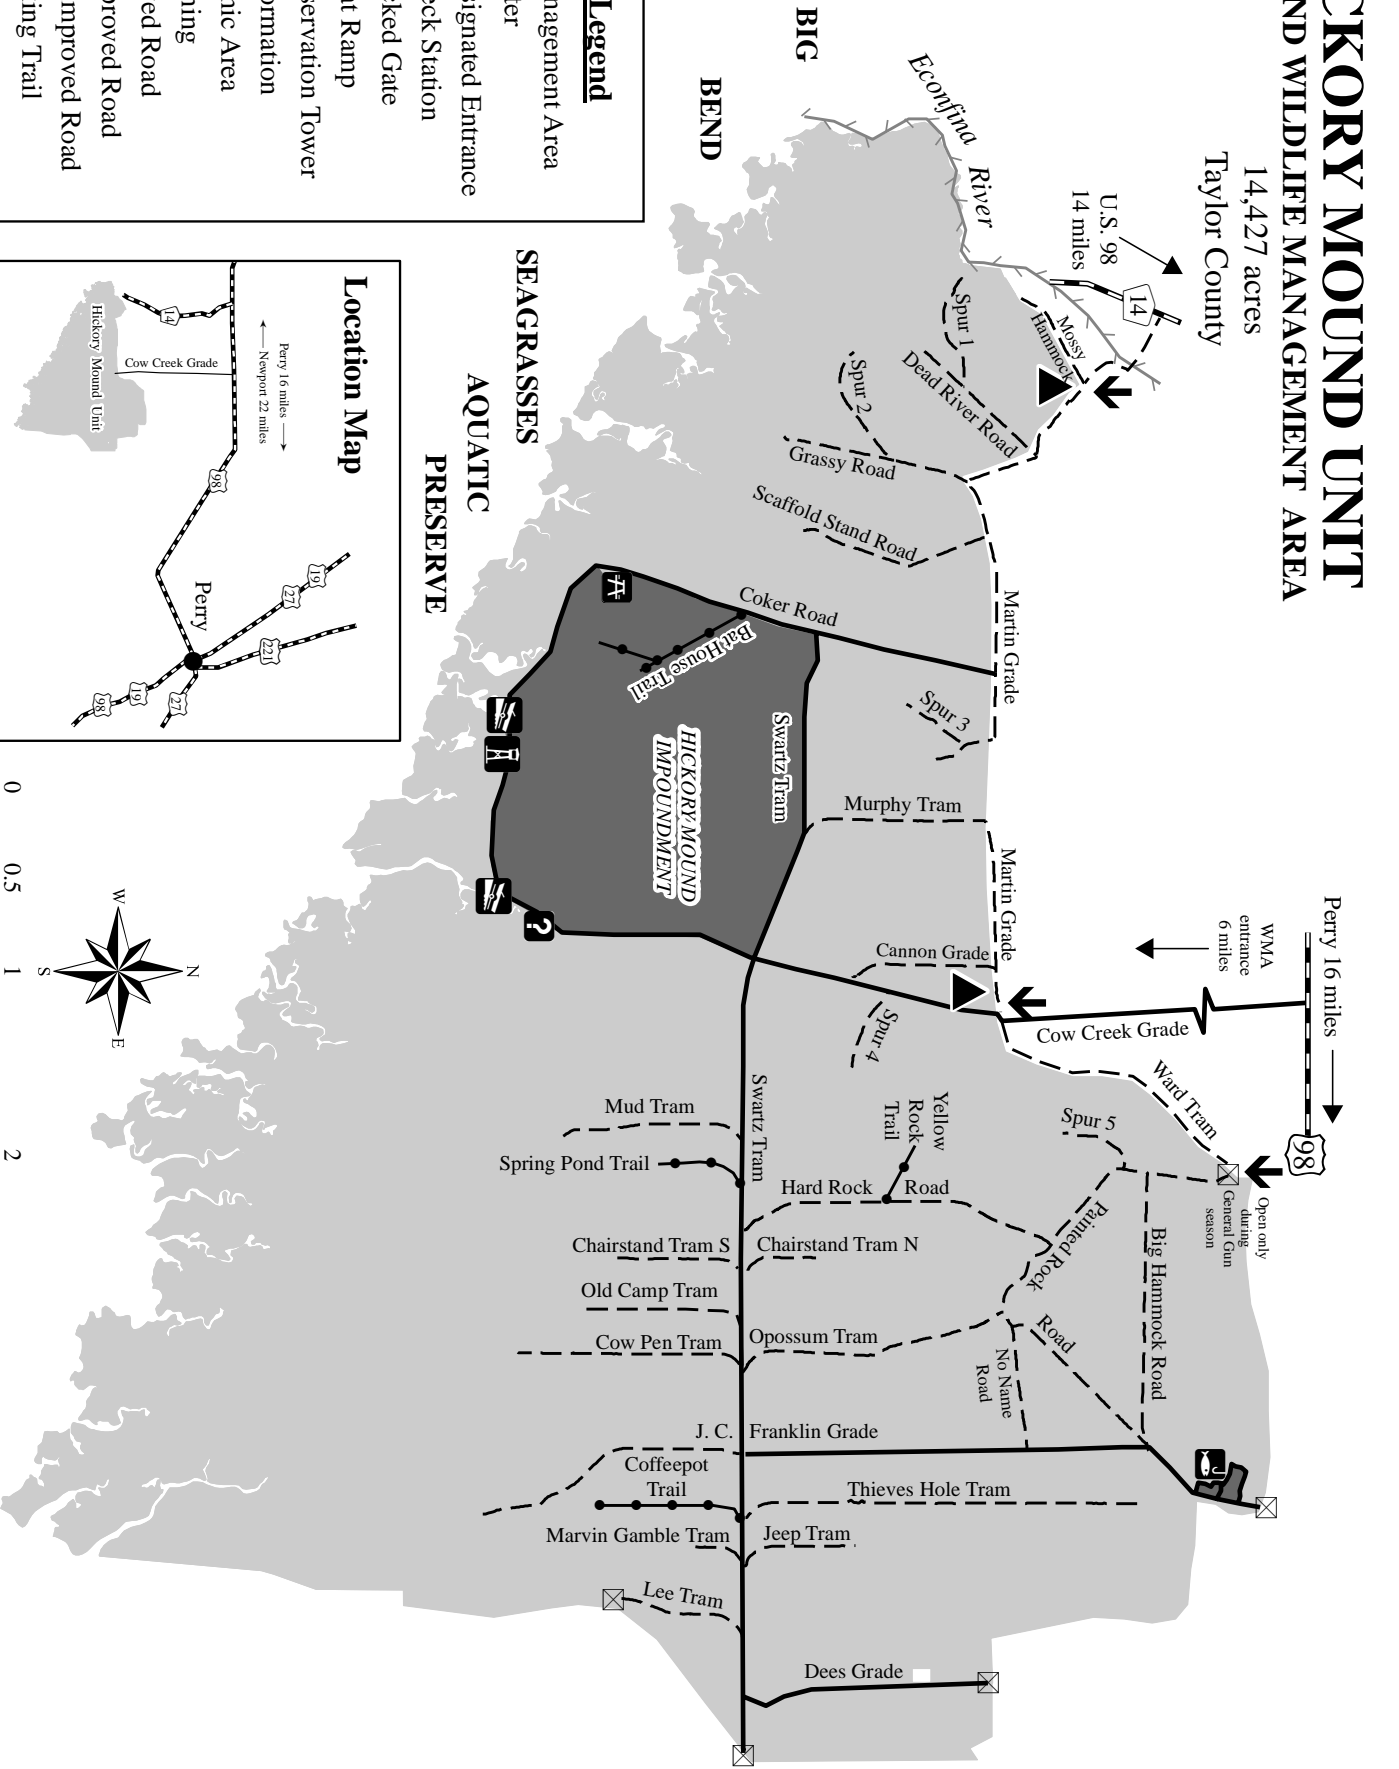 CKORY MOUND UNIT
ND WILDLIFE MANAGEMENT AREA
14,427 acres
Taylor County
U.S. 98
14 miles
14
Econfina
River
BIG
BEND
SEAGRASSES
AQUATIC
PRESERVE
Mossy
Hammock
Spur 1
Dead River Road
Spur 2
Grassy Road
Scaffold Stand Road
Martin Grade
Coker Road
Bat House Trail
Spur 3
Swartz Tram
HICKORY MOUND
IMPOUNDMENT
Murphy Tram
Martin Grade
Cannon Grade
?
Perry 16 miles
WMA
entrance
6 miles
98
Cow Creek Grade
Ward Tram
Open only
during
General Gun
season
Spur 4
Spur 5
Yellow
Rock
Trail
Swartz Tram
Mud Tram
Spring Pond Trail
Hard Rock Road
Painted Rock
Road
Big Hammock Road
Chairstand Tram S
Chairstand Tram N
Old Camp Tram
Cow Pen Tram
Opossum Tram
No Name
Road
J. C. Franklin Grade
Coffeepot
Trail
Thieves Hole Tram
Marvin Gamble Tram
Jeep Tram
Lee Tram
Dees Grade
Legend
nagement Area
ter
signated Entrance
eck Station
cked Gate
at Ramp
servation Tower
ormation
nic Area
hing
ed Road
proved Road
improved Road
ing Trail
Location Map
Perry 16 miles
Newport 22 miles
14
Cow Creek Grade
Hickory Mound Unit
98
Perry
19
27
221
19
98
27
N
W
E
S
0
0.5
1
2